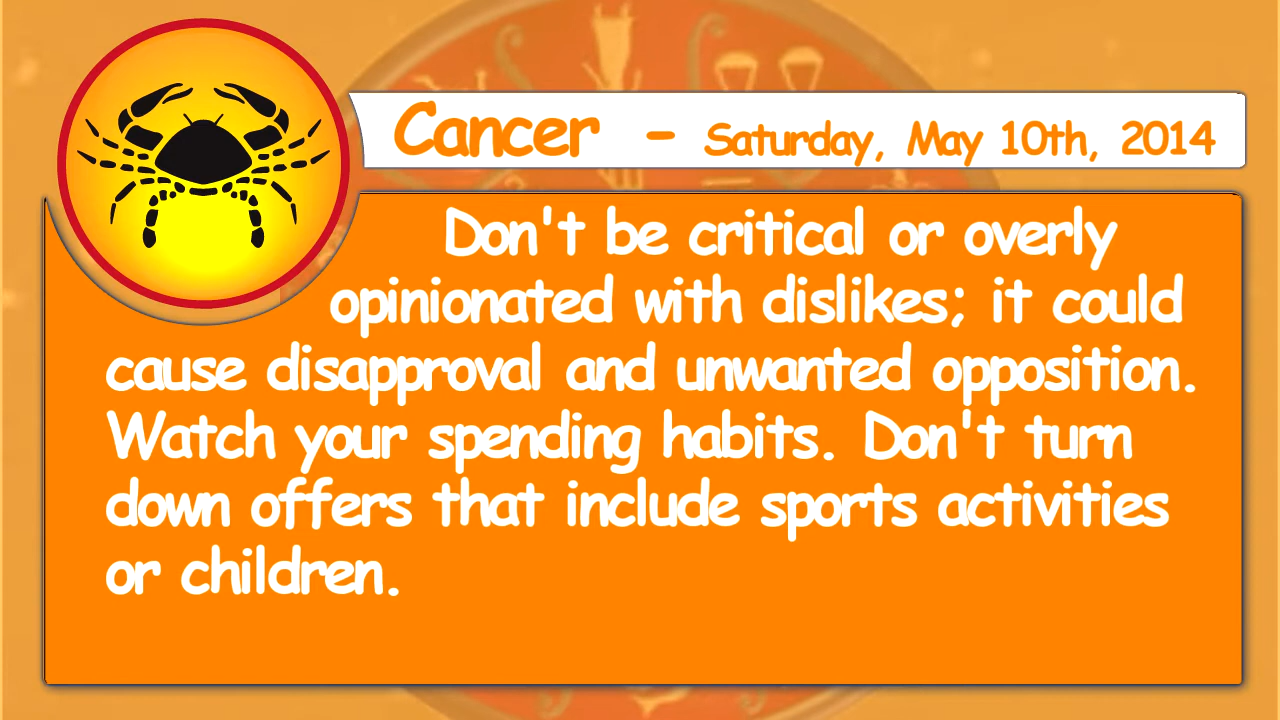 Cancer - Saturday, May 10th, 2014
Don't be critical or overly
opinionated with dislikes; it could
cause disapproval and unwanted opposition.
Watch your spending habits. Don't turn
down offers that include sports activities
or children.